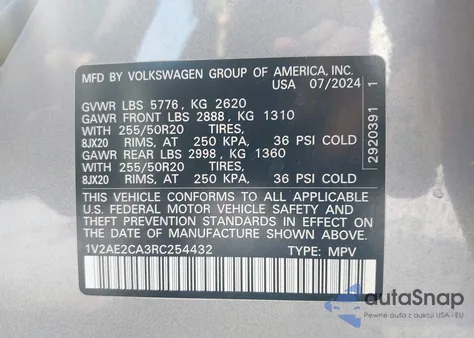 MFD BY VOLKSWAGEN GROUP OF AMERICA, INC.
USA 07/2024
GVWR LBS 5776, KG 2620
GAWR FRONT LBS 2888, KG 1310
WITH 255/50R20 TIRES,
8JX20 RIMS, AT 250 KPA, 36 PSI COLD
GAWR REAR LBS 2998, KG 1360
WITH 255/50R20 TIRES,
8JX20 RIMS, AT 250 KPA, 36 PSI COLD
THIS VEHICLE CONFORMS TO ALL APPLICABLE
U.S. FEDERAL MOTOR VEHICLE SAFETY, BUMPER,
AND THEFT PREVENTION STANDARDS IN EFFECT ON
THE DATE OF MANUFACTURE SHOWN ABOVE.
1V2AE2CA3RC254432 TYPE: MPV
2920391 1
autoSnap
Pewne auta z aukcji USA - EU